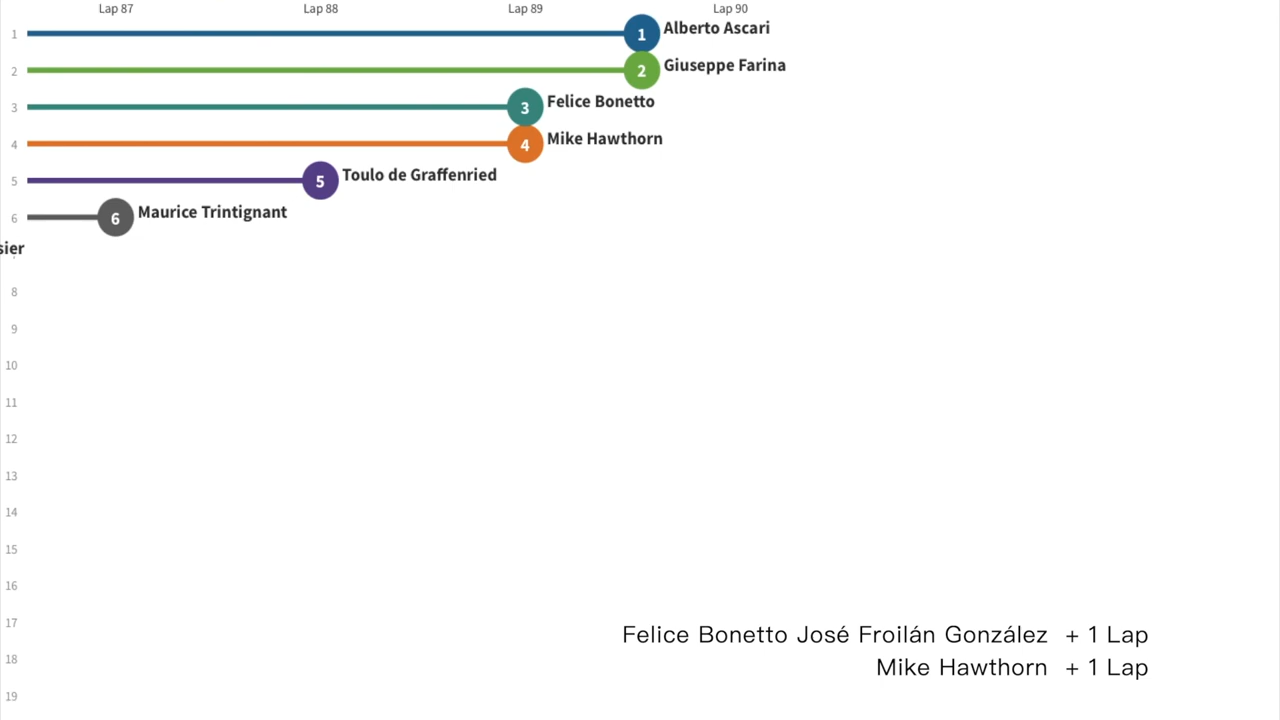 Lap 87 Lap 88 Lap 89 Lap 90
1 1 Alberto Ascari
2 2 Giuseppe Farina
3 3 Felice Bonetto
4 4 Mike Hawthorn
5 5 Toulo de Graffenried
6 6 Maurice Trintignant
sier
8
9
10
11
12
13
14
15
16
17
18
19
Felice Bonetto José Froilán González + 1 Lap
Mike Hawthorn + 1 Lap